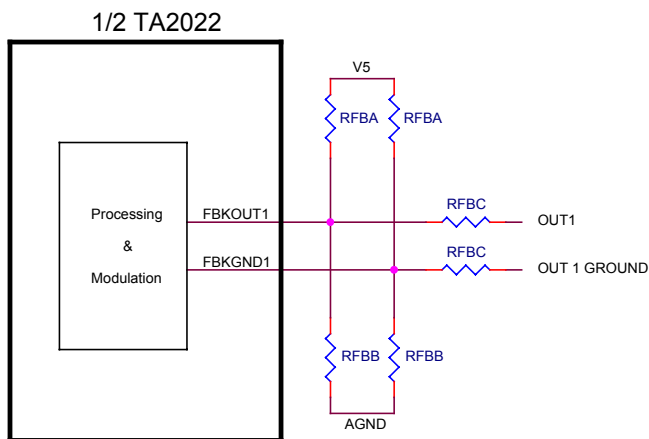 1/2 TA2022
V5
RFBA
RFBA
Processing
&
Modulation
FBKOUT1
RFBC
OUT1
FBKGND1
RFBC
OUT 1 GROUND
RFBB
RFBB
AGND